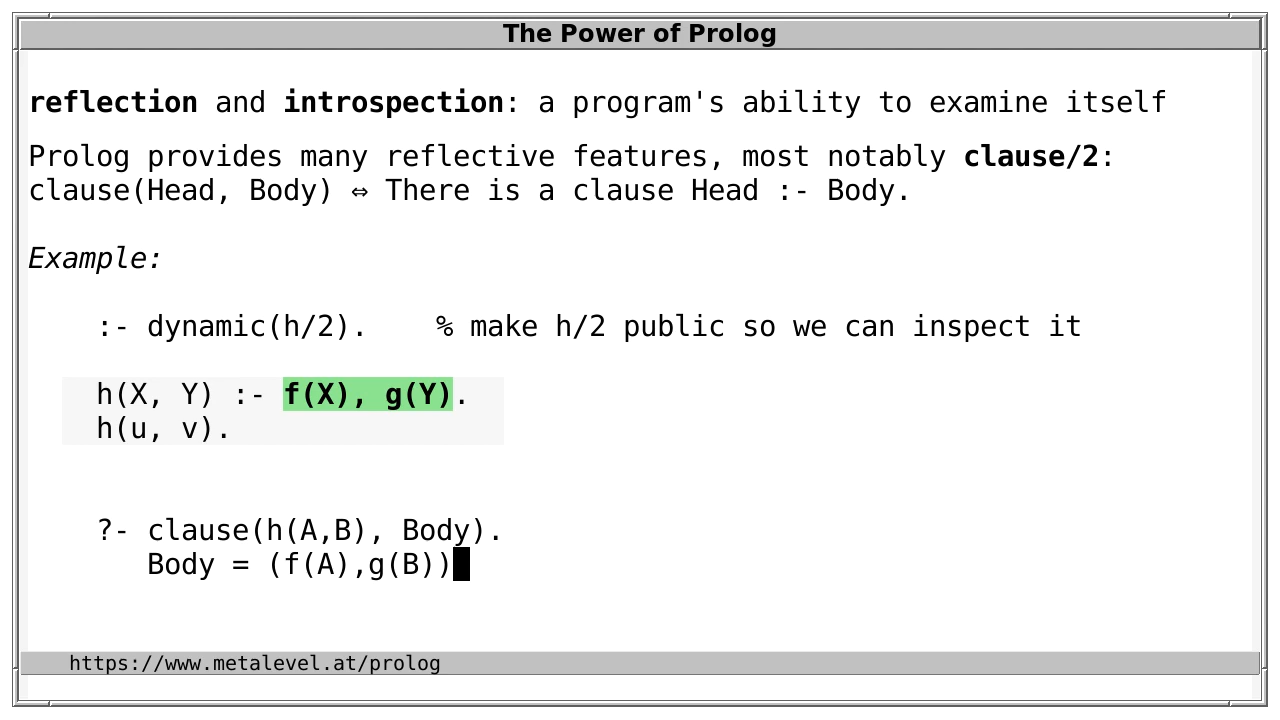 The Power of Prolog
reflection and introspection: a program's ability to examine itself
Prolog provides many reflective features, most notably clause/2:
clause(Head, Body) ⇔ There is a clause Head :- Body.
Example:
:- dynamic(h/2).    % make h/2 public so we can inspect it
h(X, Y) :- f(X), g(Y).
h(u, v).
?- clause(h(A,B), Body).
Body = (f(A),g(B))
https://www.metalevel.at/prolog